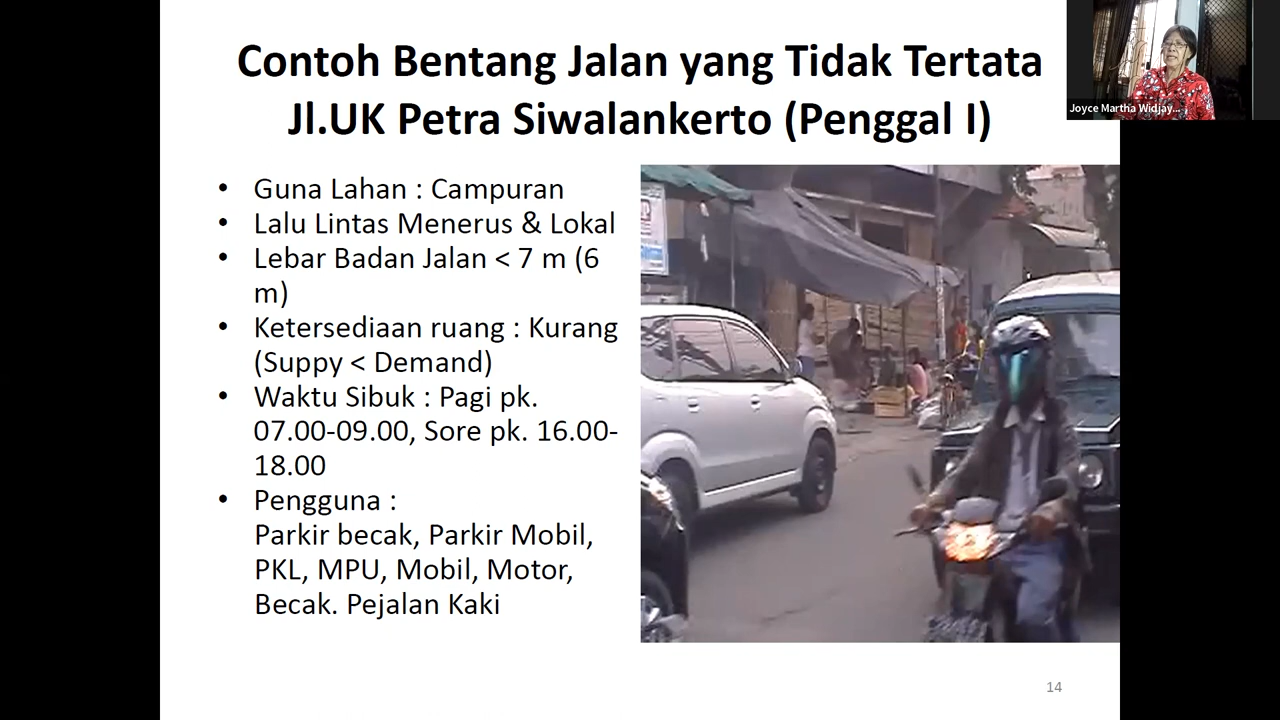 Contoh Bentang Jalan yang Tidak Tertata
Jl.UK Petra Siwalankerto (Penggal I)
Joyce Martha Widjay...
• Guna Lahan : Campuran
• Lalu Lintas Menerus & Lokal
• Lebar Badan Jalan < 7 m (6
m)
• Ketersediaan ruang : Kurang
(Suppy < Demand)
• Waktu Sibuk : Pagi pk.
07.00-09.00, Sore pk. 16.00-
18.00
• Pengguna :
Parkir becak, Parkir Mobil,
PKL, MPU, Mobil, Motor,
Becak. Pejalan Kaki
14